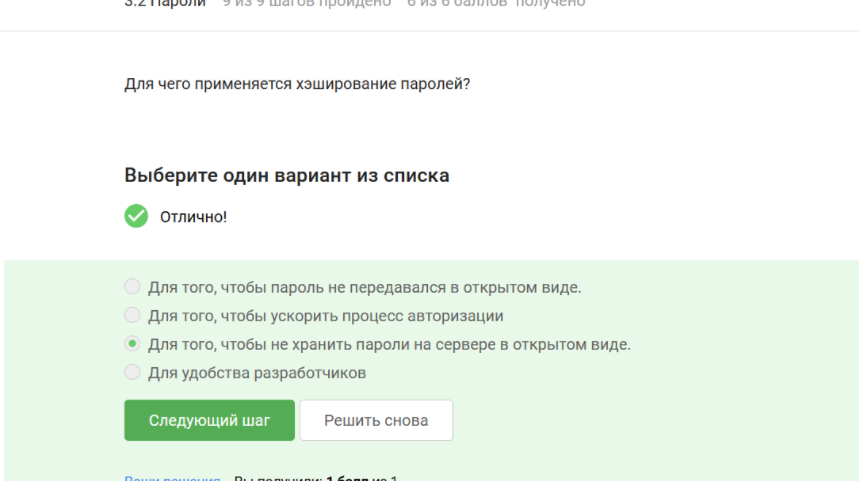 3.2 Пароли 9 из 9 шагов пройдено 6 из 6 баллов получено
Для чего применяется хэширование паролей?
Выберите один вариант из списка
Отлично!
Для того, чтобы пароль не передавался в открытом виде.
Для того, чтобы ускорить процесс авторизации
Для того, чтобы не хранить пароли на сервере в открытом виде.
Для удобства разработчиков
Следующий шаг Решить снова
Ваши решения Вы получили: 1 балл из 1